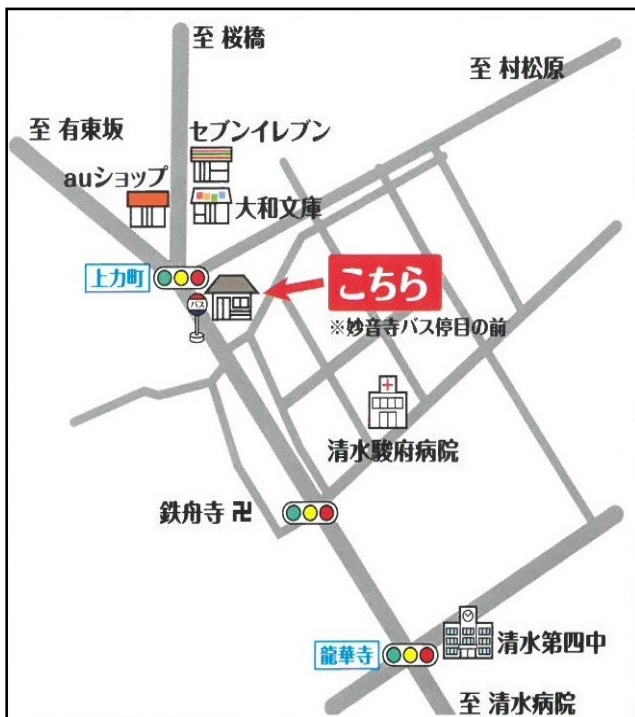 至 桜橋
至 村松原
至 有東坂
セブンイレブン
auショップ
大和文庫
上力町
こちら
バス
※妙音寺バス停目の前
清水駿府病院
鉄舟寺 卍
龍華寺
清水第四中
至 清水病院